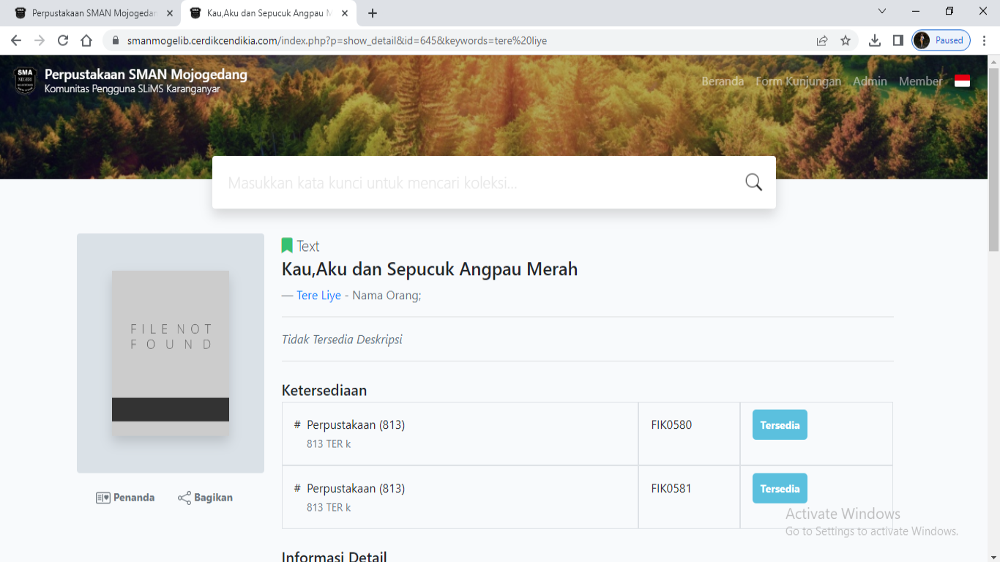 Perpustakaan SMAN Mojogedan
Kau,Aku dan Sepucuk Angpau M
smanmogelib.cerdikcendikia.com/index.php?p=show_detail&id=645&keywords=tere%20liye
Paused
SMA
NEGERI
Perpustakaan SMAN Mojogedang
Komunitas Pengguna SLiMS Karanganyar
Beranda Form Kunjungan Admin Member
Masukkan kata kunci untuk mencari koleksi...
FILE NOT
FOUND
Penanda Bagikan
Text
Kau,Aku dan Sepucuk Angpau Merah
— Tere Liye - Nama Orang;
Tidak Tersedia Deskripsi
Ketersediaan
# Perpustakaan (813) FIK0580 Tersedia
813 TER k
# Perpustakaan (813) FIK0581 Tersedia
813 TER k
Informasi Detail
Activate Windows
Go to Settings to activate Windows.